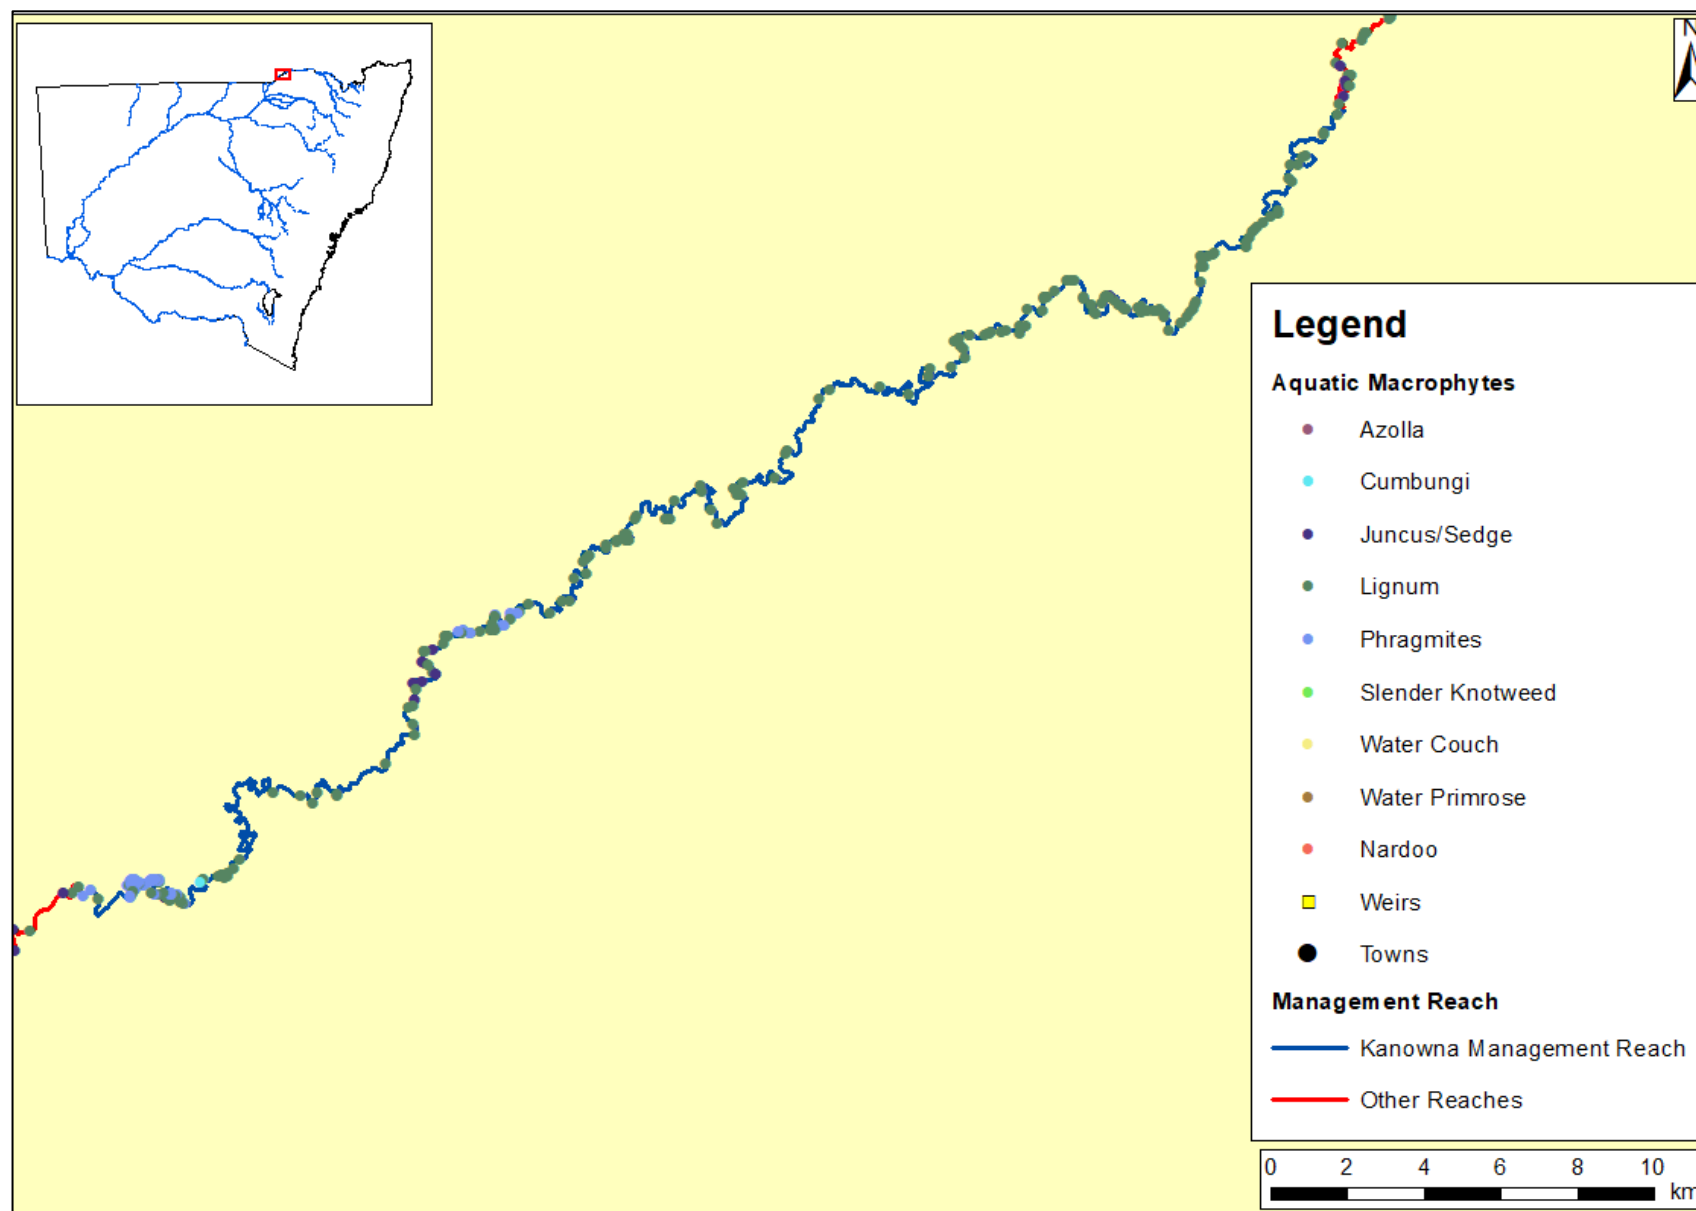 N
Legend
Aquatic Macrophytes
Azolla
Cumbungi
Juncus/Sedge
Lignum
Phragmites
Slender Knotweed
Water Couch
Water Primrose
Nardoo
Weirs
Towns
Management Reach
Kanowna Management Reach
Other Reaches
0 2 4 6 8 10
km